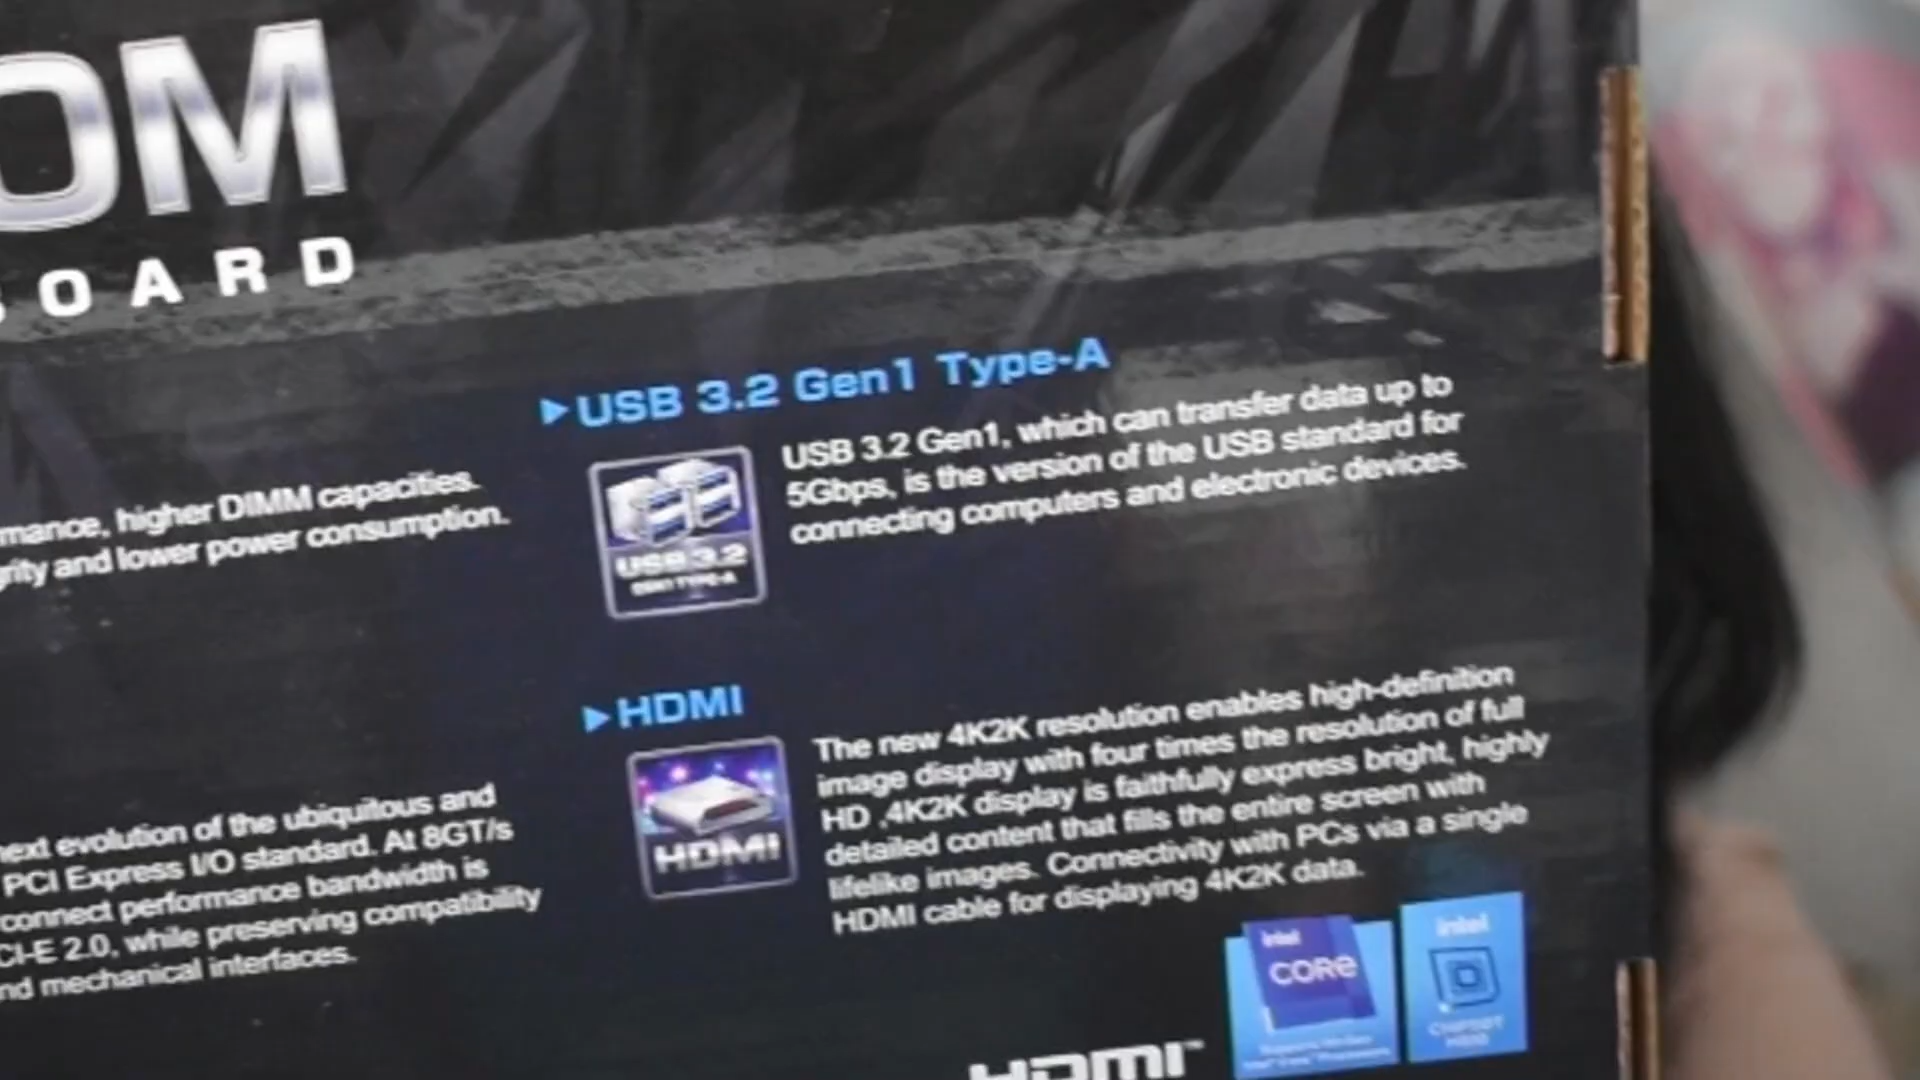 OM
BOARD
mance, higher DIMM capacities.
grity and lower power consumption.
▶USB 3.2 Gen1 Type-A
USB 3.2 Gen1, which can transfer data up to
5Gbps, is the version of the USB standard for
connecting computers and electronic devices.
USB 3.2
GEN1 TYPE-A
next evolution of the ubiquitous and
PCI Express I/O standard. At 8GT/s
connect performance bandwidth is
CI-E 2.0, while preserving compatibility
nd mechanical interfaces.
▶HDMI
The new 4K2K resolution enables high-definition
image display with four times the resolution of full
HD ,4K2K display is faithfully express bright, highly
detailed content that fills the entire screen with
lifelike images. Connectivity with PCs via a single
HDMI cable for displaying 4K2K data.
HDMI
HDMI™
intel
CORE
intel
CHIPSET